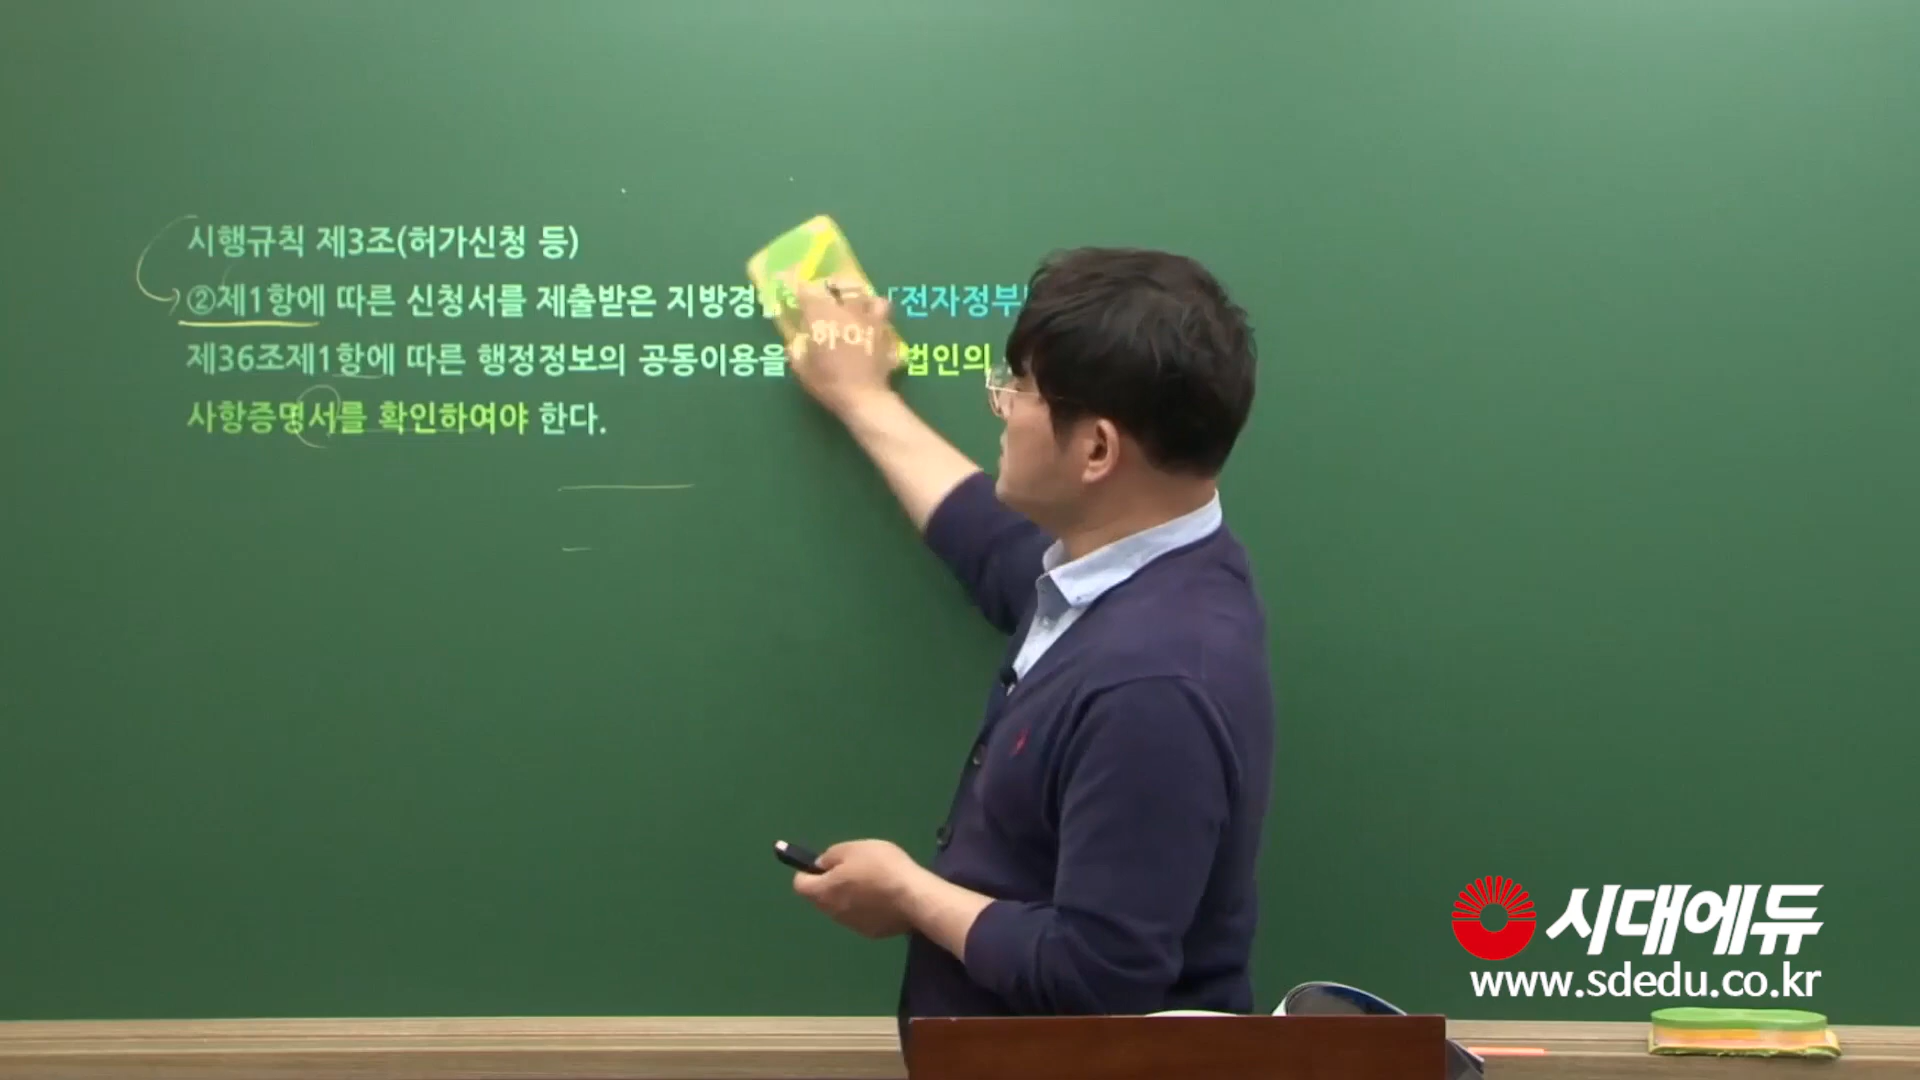 시행규칙 제3조(허가신청 등)
②제1항에 따른 신청서를 제출받은 지방경 「전자정부
제36조제1항에 따른 행정정보의 공동이용을 하여 법인의
사항증명서를 확인하여야 한다.
시대에듀
www.sdedu.co.kr